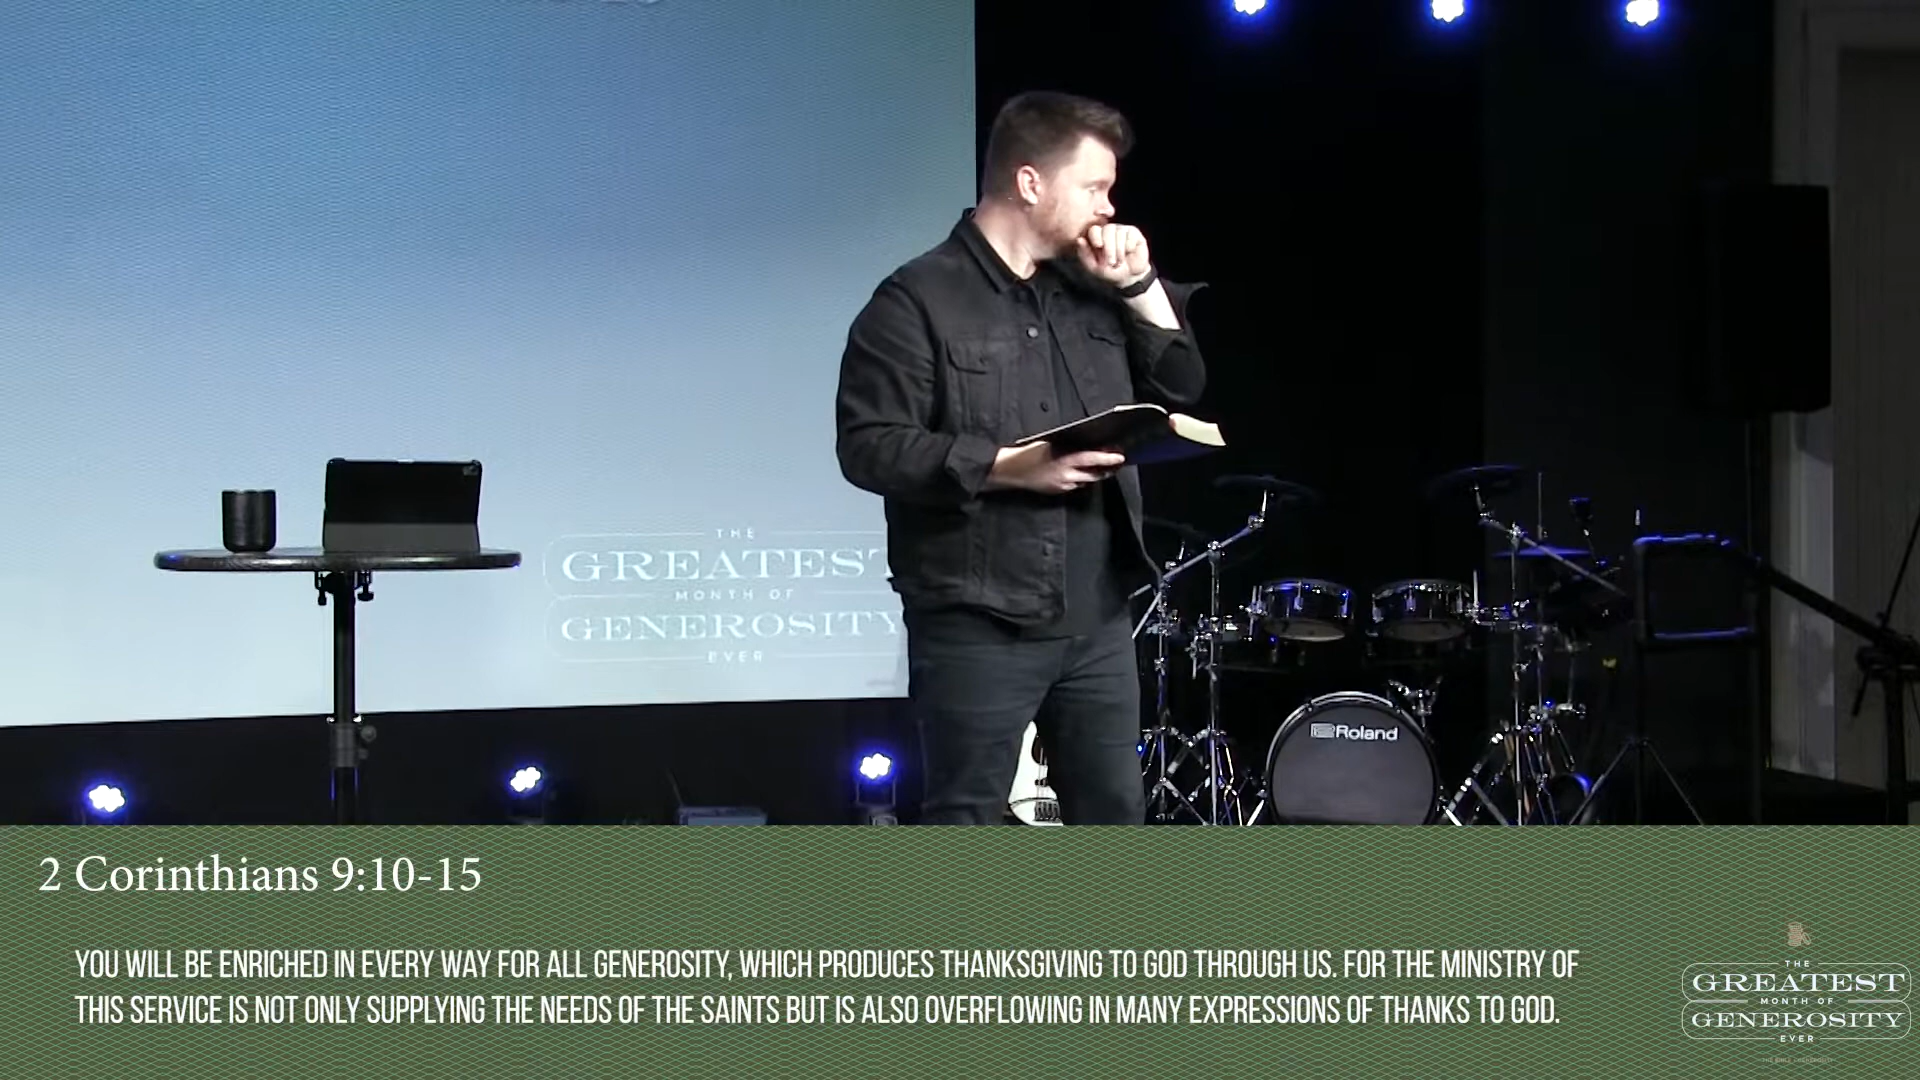 THE
GREATEST
MONTH OF
GENEROSITY
EVER
Roland
2 Corinthians 9:10-15
YOU WILL BE ENRICHED IN EVERY WAY FOR ALL GENEROSITY, WHICH PRODUCES THANKSGIVING TO GOD THROUGH US. FOR THE MINISTRY OF
THIS SERVICE IS NOT ONLY SUPPLYING THE NEEDS OF THE SAINTS BUT IS ALSO OVERFLOWING IN MANY EXPRESSIONS OF THANKS TO GOD.
THE
GREATEST
MONTH OF
GENEROSITY
EVER